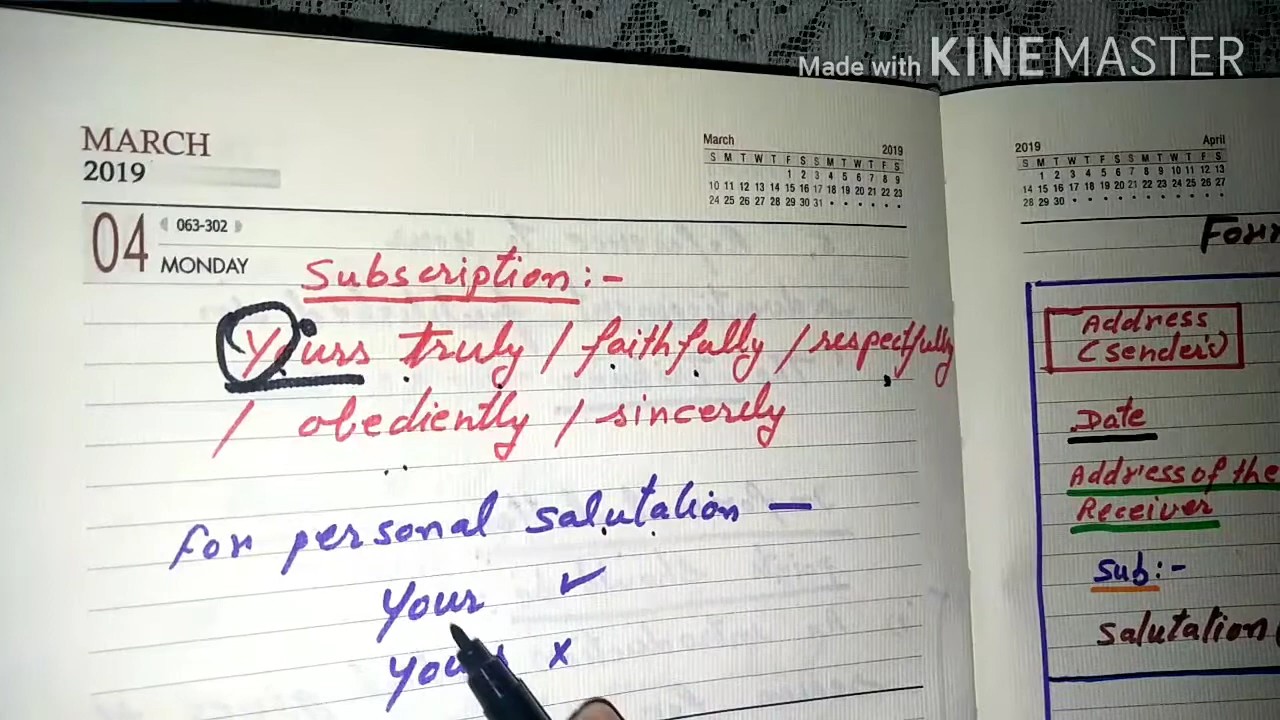 Made with KINEMASTER
MARCH
2019
04
063-302
MONDAY
March 2019
S M T W T F S S M T W T F S
1 2 3 4 5 6 7 8 9
10 11 12 13 14 15 16 17 18 19 20 21 22 23
24 25 26 27 28 29 30 31
Subscription:-
Yours truly / faithfully / respectfully
/ obediently / sincerely
For personal salutation —
Your ✓
Yours x
2019 April
S M T W T F S S M T W T F S
1 2 3 4 5 6 7 8 9 10 11 12 13
14 15 16 17 18 19 20 21 22 23 24 25 26 27
28 29 30
Address
(sender)
Date
Address of the
Receiver
Sub:-
Salutation